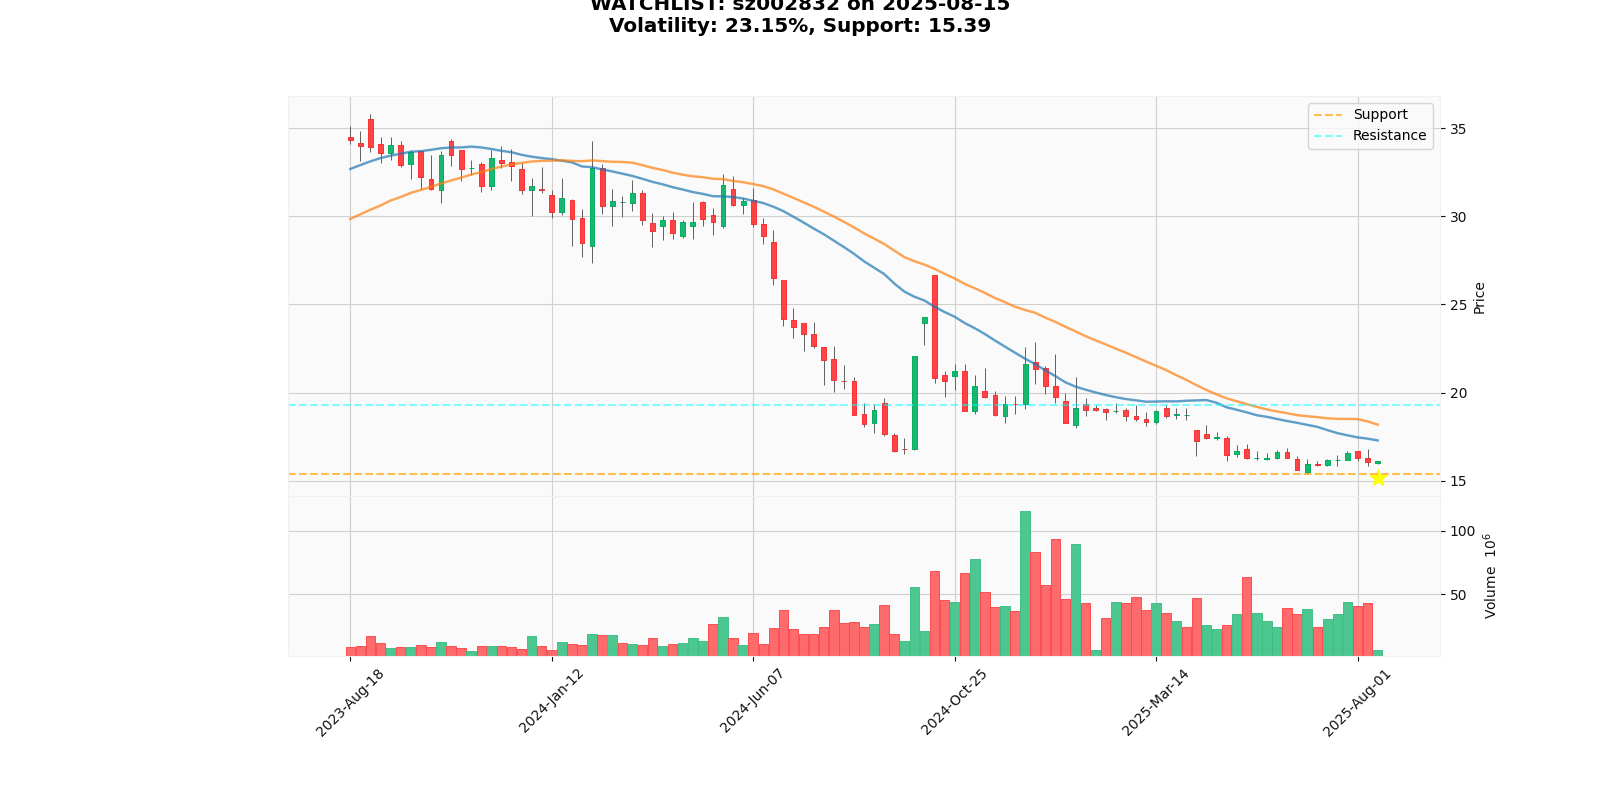 WATCHLIST: sz002832 on 2025-08-15
Volatility: 23.15%, Support: 15.39
Support
Resistance
35
30
25
20
15
Price
100
50
Volume 10^6
2023-Aug-18
2024-Jan-12
2024-Jun-07
2024-Oct-25
2025-Mar-14
2025-Aug-01